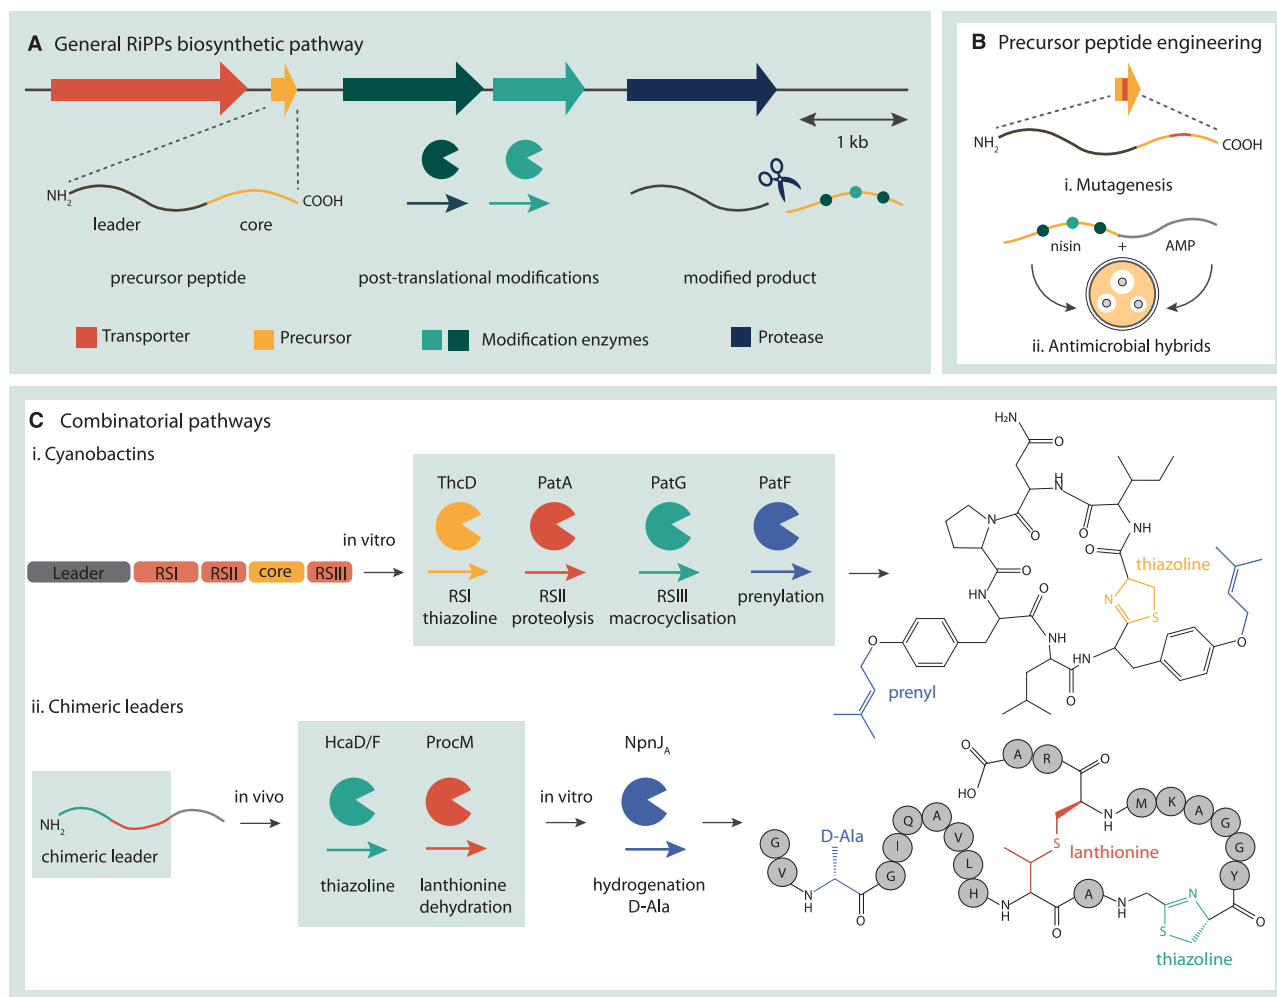 A General RiPPs biosynthetic pathway
1 kb
NH2
COOH
leader
core
precursor peptide
post-translational modifications
modified product
Transporter
Precursor
Modification enzymes
Protease
B Precursor peptide engineering
NH2
COOH
i. Mutagenesis
nisin + AMP
ii. Antimicrobial hybrids
C Combinatorial pathways
i. Cyanobactins
Leader RSI RSII core RSIII
in vitro
ThcD PatA PatG PatF
RSI RSII RSIII prenylation
thiazoline proteolysis macrocyclisation
H2N
O
H
N
O
O
N
NH
O
thiazoline
O
HN
O
N
S
O
NH
HN
O
O
prenyl
O
ii. Chimeric leaders
NH2
chimeric leader
in vivo
HcaD/F ProcM
thiazoline lanthionine
dehydration
in vitro
NpnJA
hydrogenation
D-Ala
G
V
N
H
D-Ala
O
G
I
Q
A
V
L
H
N
H
O
A
N
H
S
N
thiazoline
O
Y
G
G
A
K
M
N
H
S
lanthionine
O
R
A
O
HO